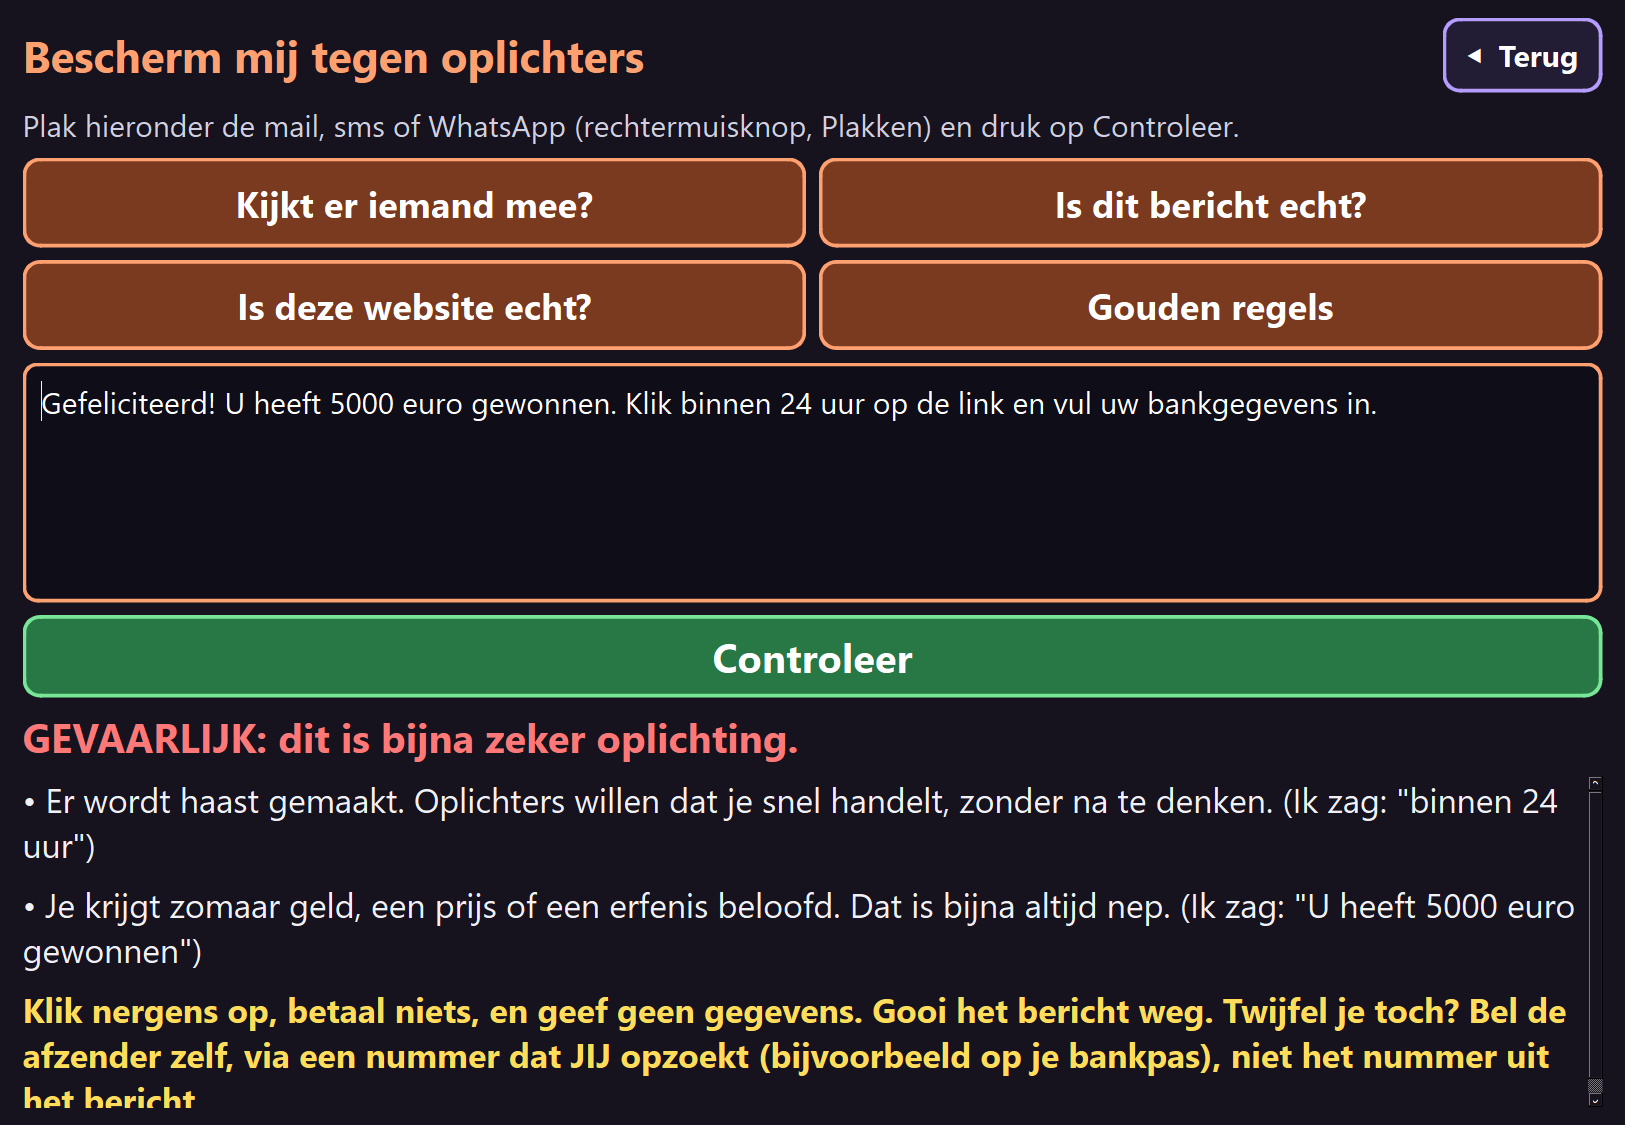 Bescherm mij tegen oplichters
Terug
Plak hieronder de mail, sms of WhatsApp (rechtermuisknop, Plakken) en druk op Controleer.
Kijkt er iemand mee?
Is dit bericht echt?
Is deze website echt?
Gouden regels
Gefeliciteerd! U heeft 5000 euro gewonnen. Klik binnen 24 uur op de link en vul uw bankgegevens in.
Controleer
GEVAARLIJK: dit is bijna zeker oplichting.
• Er wordt haast gemaakt. Oplichters willen dat je snel handelt, zonder na te denken. (Ik zag: "binnen 24
uur")
• Je krijgt zomaar geld, een prijs of een erfenis beloofd. Dat is bijna altijd nep. (Ik zag: "U heeft 5000 euro
gewonnen")
Klik nergens op, betaal niets, en geef geen gegevens. Gooi het bericht weg. Twijfel je toch? Bel de
afzender zelf, via een nummer dat JIJ opzoekt (bijvoorbeeld op je bankpas), niet het nummer uit
het bericht